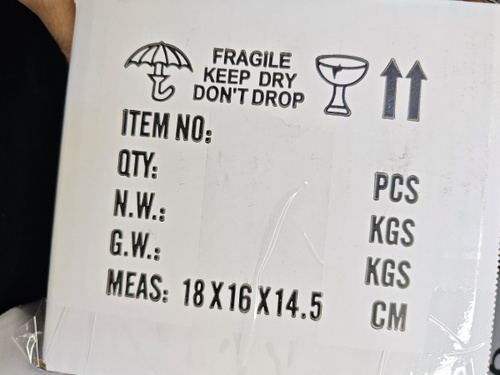 FRAGILE
KEEP DRY
DON'T DROP
ITEM NO:
QTY: PCS
N.W.: KGS
G.W.: KGS
MEAS: 18X16X14.5 CM